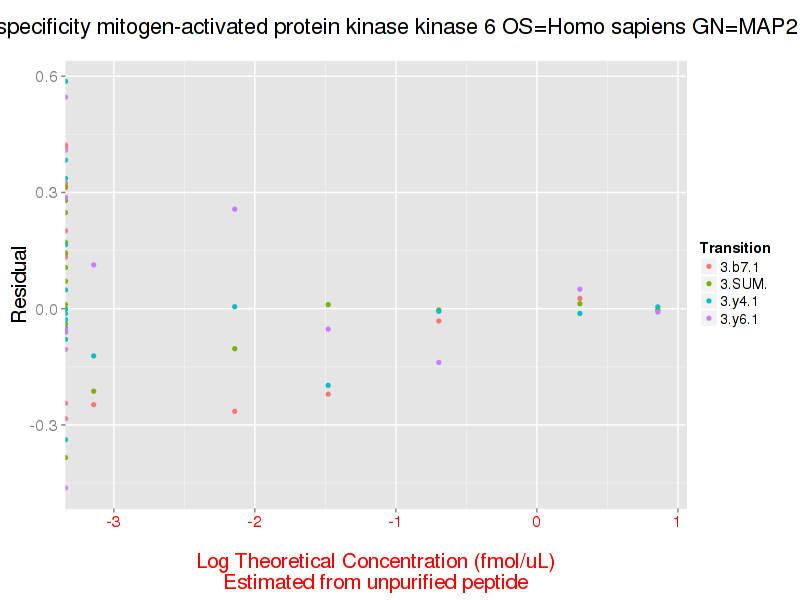 specificity mitogen-activated protein kinase kinase 6 OS=Homo sapiens GN=MAP2
0.6
0.3
0.0
-0.3
Residual
-3 -2 -1 0 1
Log Theoretical Concentration (fmol/uL)
Estimated from unpurified peptide
Transition
3.b7.1
3.SUM.
3.y4.1
3.y6.1